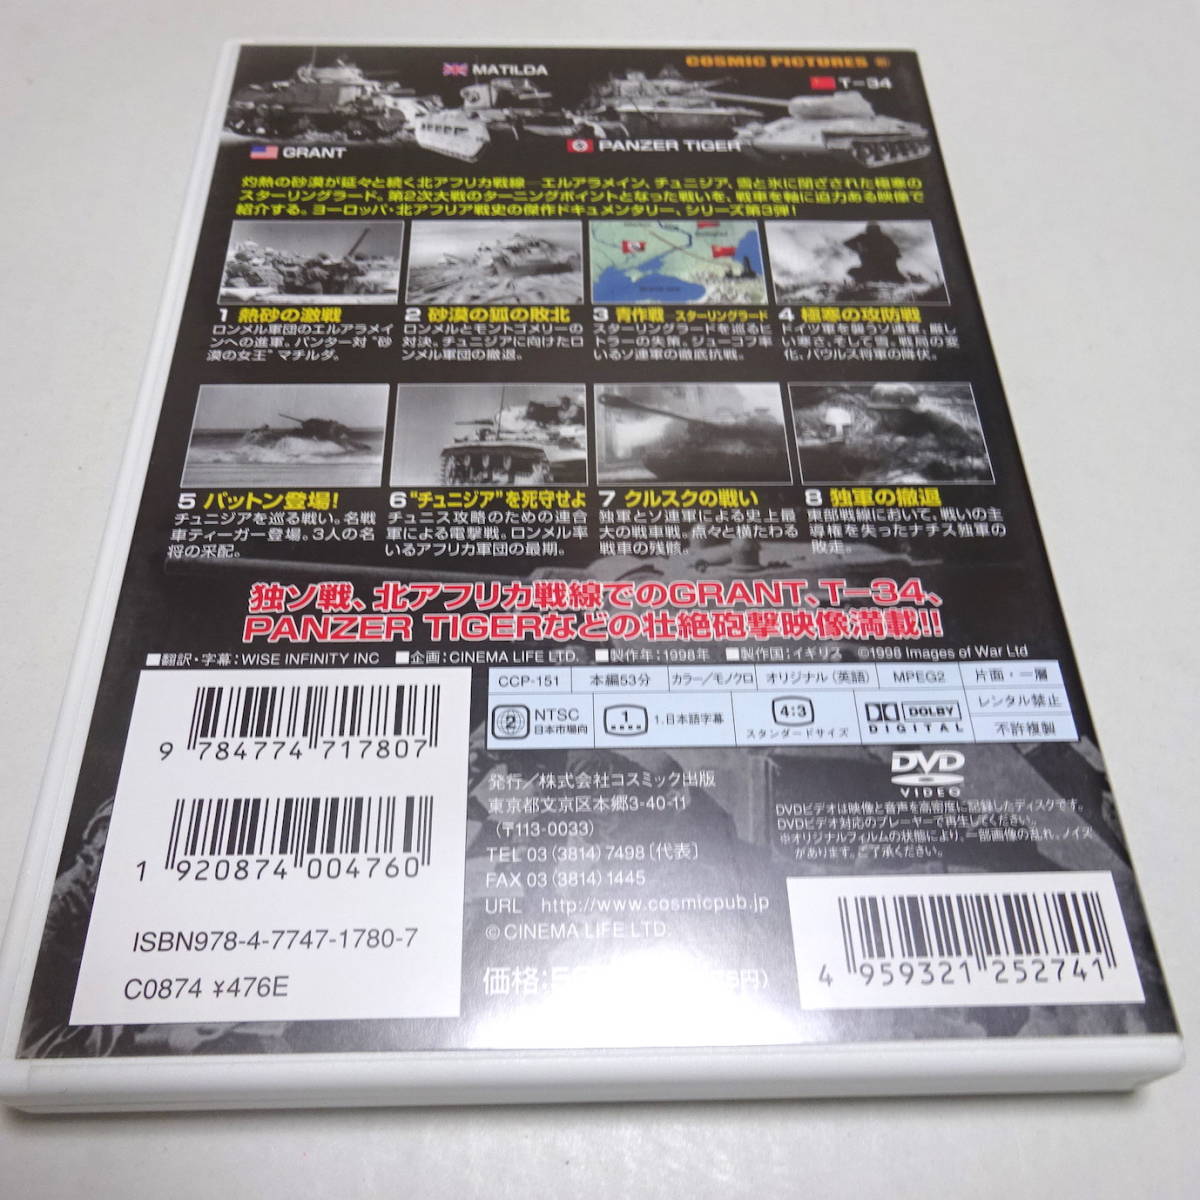 COSMIC PICTURES
MATILDA
T-34
GRANT
PANZER TIGER
灼熱の砂漠が延々と続く北アフリカ戦線―エルアラメイン、チュニジア、雪と氷に閉ざされた極寒の
スターリングラード。第2次大戦のターニングポイントとなった戦いを、戦車を軸に迫力ある映像で
紹介する。ヨーロッパ・北アフリア戦史の傑作ドキュメンタリー、シリーズ第3弾!
1 熱砂の激戦
ロンメル軍団のエルアラメイ
ンへの進軍。パンター対"砂
漠の女王"マチルダ。
2 砂漠の狐の敗北
ロンメルとモントゴメリーの
対決。チュニジアに向けたロ
ンメル軍団の撤退。
3 青作戦 スターリングラード
スターリングラードを巡るヒ
トラーの失策。ジューコフ率
いるソ連軍の徹底抗戦。
4 極寒の攻防戦
ドイツ軍を襲うソ連軍、厳し
い寒さ、そして雪。戦局の変
化、パウルス将軍の降伏。
5 パットン登場!
チュニジアを巡る戦い。名戦
車ティーガー登場。3人の名
将の采配。
6 "チュニジア"を死守せよ
チュニス攻略のための連合
軍による電撃戦。ロンメル率
いるアフリカ軍団の最期。
7 クルスクの戦い
独軍とソ連軍による史上最
大の戦車戦。点々と横たわる
戦車の残骸。
8 独軍の撤退
東部戦線において、戦いの主
導権を失ったナチス独軍の
敗走。
独ソ戦、北アフリカ戦線でのGRANT、T-34、
PANZER TIGERなどの壮絶砲撃映像満載!!
■翻訳・字幕:WISE INFINITY INC ■企画:CINEMA LIFE LTD. ■製作年:1998年 ■製作国:イギリス ©1998 Images of War Ltd
CCP-151 本編53分 カラー/モノクロ オリジナル(英語) MPEG2 片面・一層
2 NTSC 日本市場向
1 1.日本語字幕
4:3 スタンダードサイズ
DOLBY DIGITAL
レンタル禁止
不許複製
9 784774 717807
1 920874 004760
ISBN978-4-7747-1780-7
C0874 ¥476E
発行/株式会社コスミック出版
東京都文京区本郷3-40-11
(〒113-0033)
TEL 03(3814)7498〔代表〕
FAX 03(3814)1445
URL http://www.cosmicpub.jp
©CINEMA LIFE LTD.
価格:
DVD VIDEO
DVDビデオは映像と音声を高密度に記録したディスクです。
DVDビデオ対応のプレーヤーで再生してください。
※オリジナルフィルムの状態により、一部画像の乱れ、ノイズ
があります。ご了承ください。
4 959321 252741